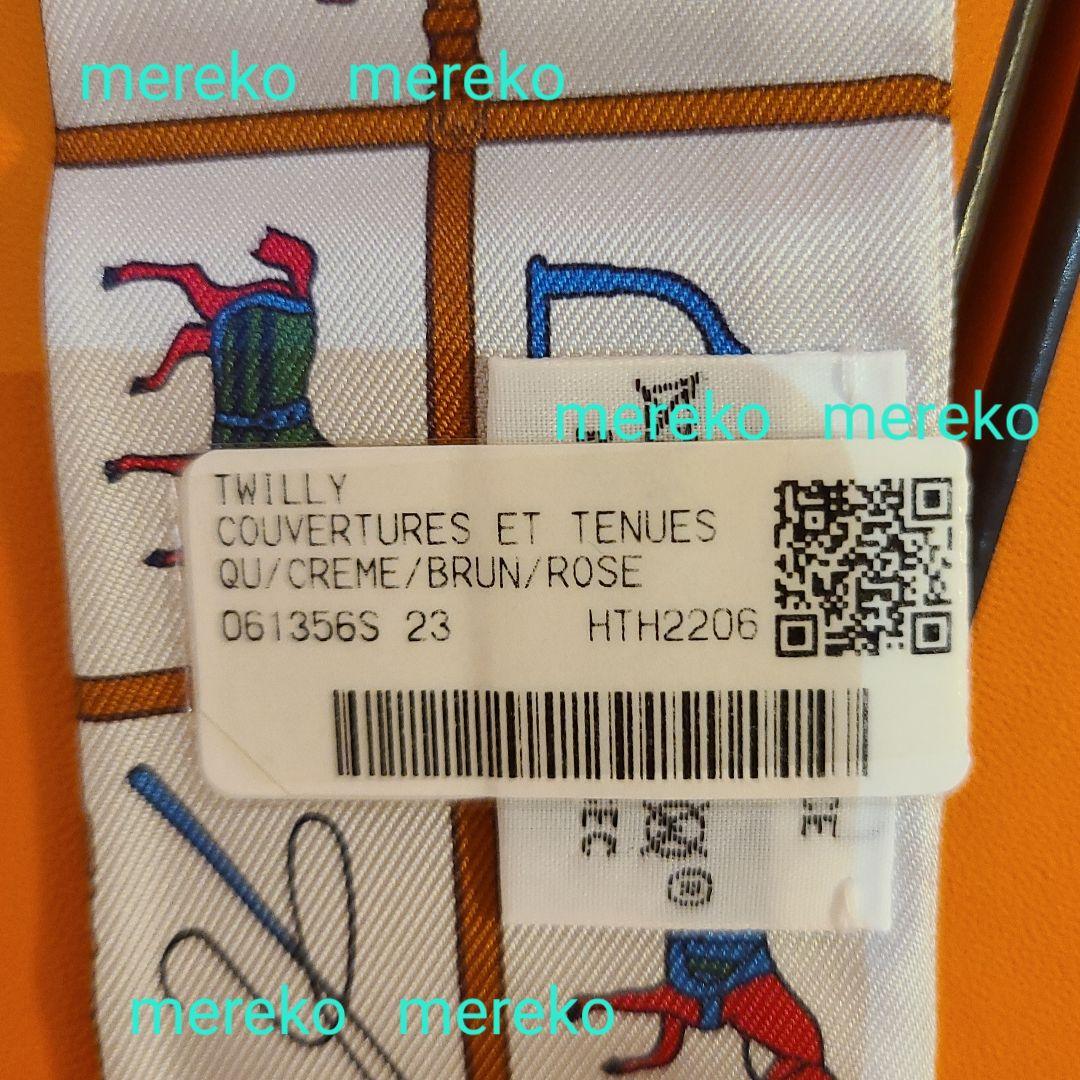 mereko mereko
mereko mereko
TWILLY
COUVERTURES ET TENUES
QU/CREME/BRUN/ROSE
061356S 23
HTH2206
mereko mereko